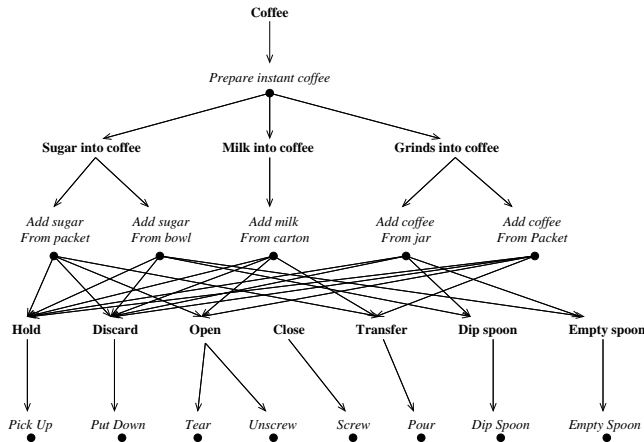 Coffee
Prepare instant coffee
Sugar into coffee Milk into coffee Grinds into coffee
Add sugar Add sugar Add milk Add coffee Add coffee
From packet From bowl From carton From jar From Packet
Hold Discard Open Close Transfer Dip spoon Empty spoon
Pick Up Put Down Tear Unscrew Screw Pour Dip Spoon Empty Spoon